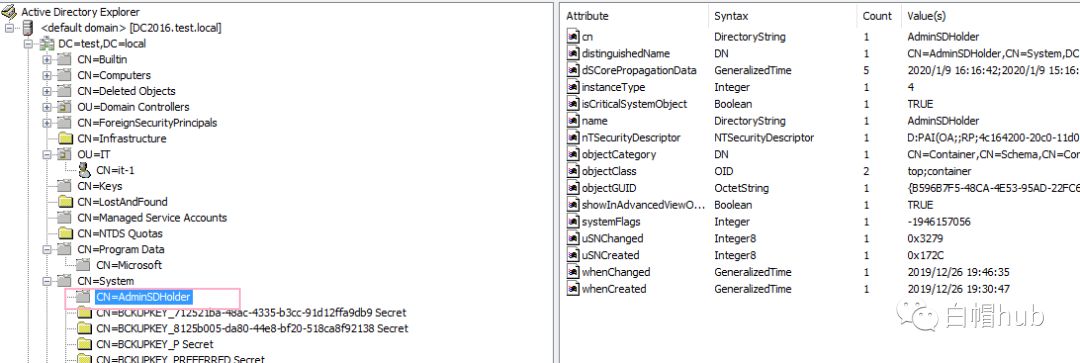 Active Directory Explorer
<default domain> [DC2016.test.local]
DC=test,DC=local
CN=Builtin
CN=Computers
CN=Deleted Objects
OU=Domain Controllers
CN=ForeignSecurityPrincipals
CN=Infrastructure
OU=IT
CN=it-1
CN=Keys
CN=LostAndFound
CN=Managed Service Accounts
CN=NTDS Quotas
CN=Program Data
CN=Microsoft
CN=System
CN=AdminSDHolder
CN=BCKUPKEY_712521ba-48ac-4335-b3cc-91d12ffa9db9 Secret
CN=BCKUPKEY_8125b005-da80-44e8-bf20-518ca8f92138 Secret
CN=BCKUPKEY_P Secret
CN=BCKUPKEY_PREFERRED Secret
Attribute Syntax Count Value(s)
cn DirectoryString 1 AdminSDHolder
distinguishedName DN 1 CN=AdminSDHolder,CN=System,DC
dSCorePropagationData GeneralizedTime 5 2020/1/9 16:16:42;2020/1/9 15:16
instanceType Integer 1 4
isCriticalSystemObject Boolean 1 TRUE
name DirectoryString 1 AdminSDHolder
nTSecurityDescriptor NTSecurityDescriptor 1 D:PAI(OA;;RP;4c164200-20c0-11d0
objectCategory DN 1 CN=Container,CN=Schema,CN=Con
objectClass OID 2 top;container
objectGUID OctetString 1 {B596B7F5-48CA-4E53-95AD-22FC6
showInAdvancedViewO... Boolean 1 TRUE
systemFlags Integer 1 -1946157056
uSNChanged Integer8 1 0x3279
uSNCreated Integer8 1 0x172C
whenChanged GeneralizedTime 1 2019/12/26 19:46:35
whenCreated GeneralizedTime 1 2019/12/26 19:30:47
白帽hub